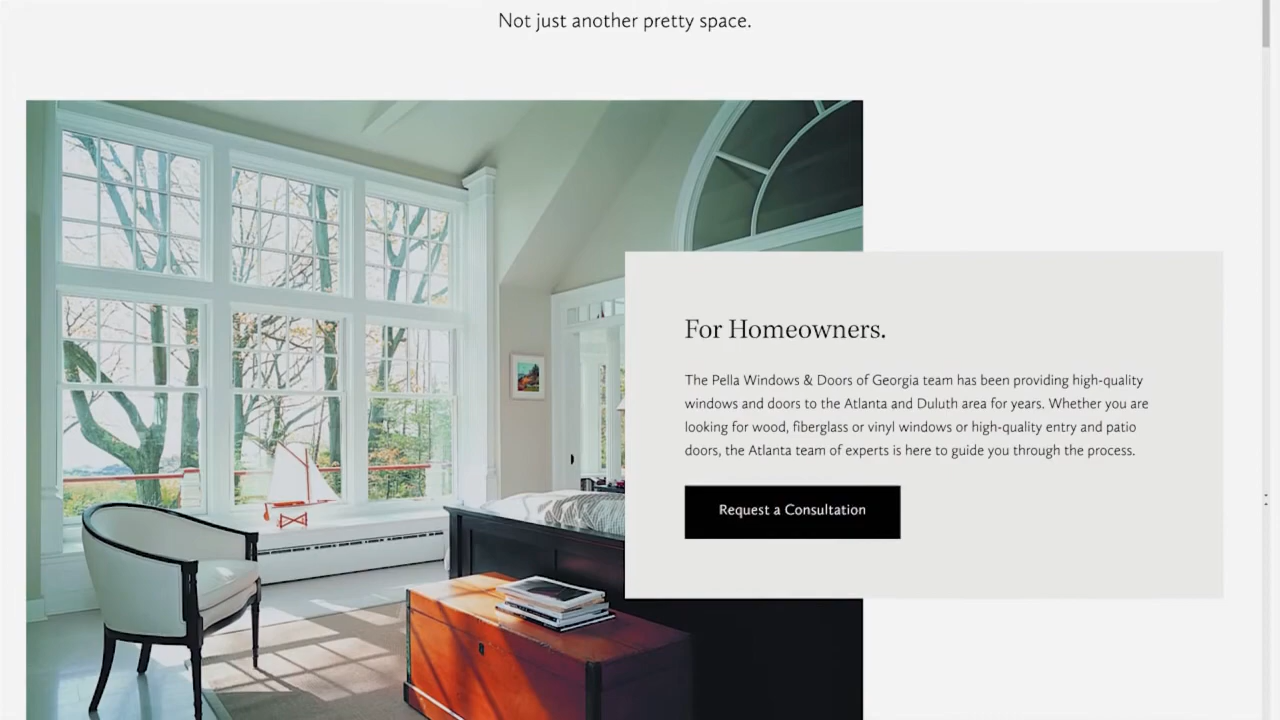 Not just another pretty space.
For Homeowners.
The Pella Windows & Doors of Georgia team has been providing high-quality
windows and doors to the Atlanta and Duluth area for years. Whether you are
looking for wood, fiberglass or vinyl windows or high-quality entry and patio
doors, the Atlanta team of experts is here to guide you through the process.
Request a Consultation